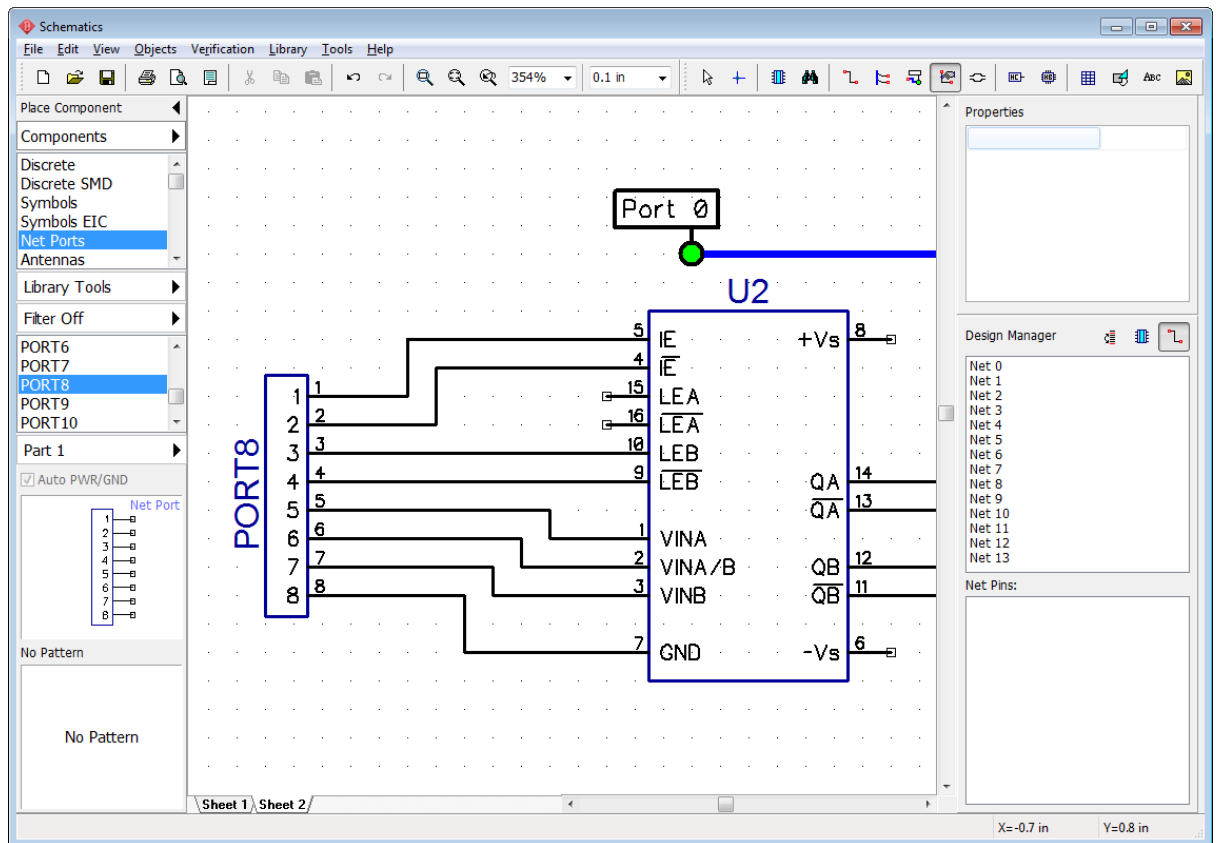 Schematics
File Edit View Objects Verification Library Tools Help
354% 0.1 in ABC
Place Component
Components
Discrete
Discrete SMD
Symbols
Symbols EIC
Net Ports
Antennas
Library Tools
Filter Off
PORT6
PORT7
PORT8
PORT9
PORT10
Part 1
Auto PWR/GND
Net Port
1
2
3
4
5
6
7
8
No Pattern
No Pattern
Port 0
U2
PORT8
1 1
2 2
3 3
4 4
5 5
6 6
7 7
8 8
5 IE +Vs 8
4 IE
15 LEA
16 LEA
10 LEB
9 LEB QA 14
QA 13
1 VINA
2 VINA/B QB 12
3 VINB QB 11
7 GND -Vs 6
Sheet 1 Sheet 2
Properties
Design Manager
Net 0
Net 1
Net 2
Net 3
Net 4
Net 5
Net 6
Net 7
Net 8
Net 9
Net 10
Net 11
Net 12
Net 13
Net Pins:
X=-0.7 in Y=0.8 in